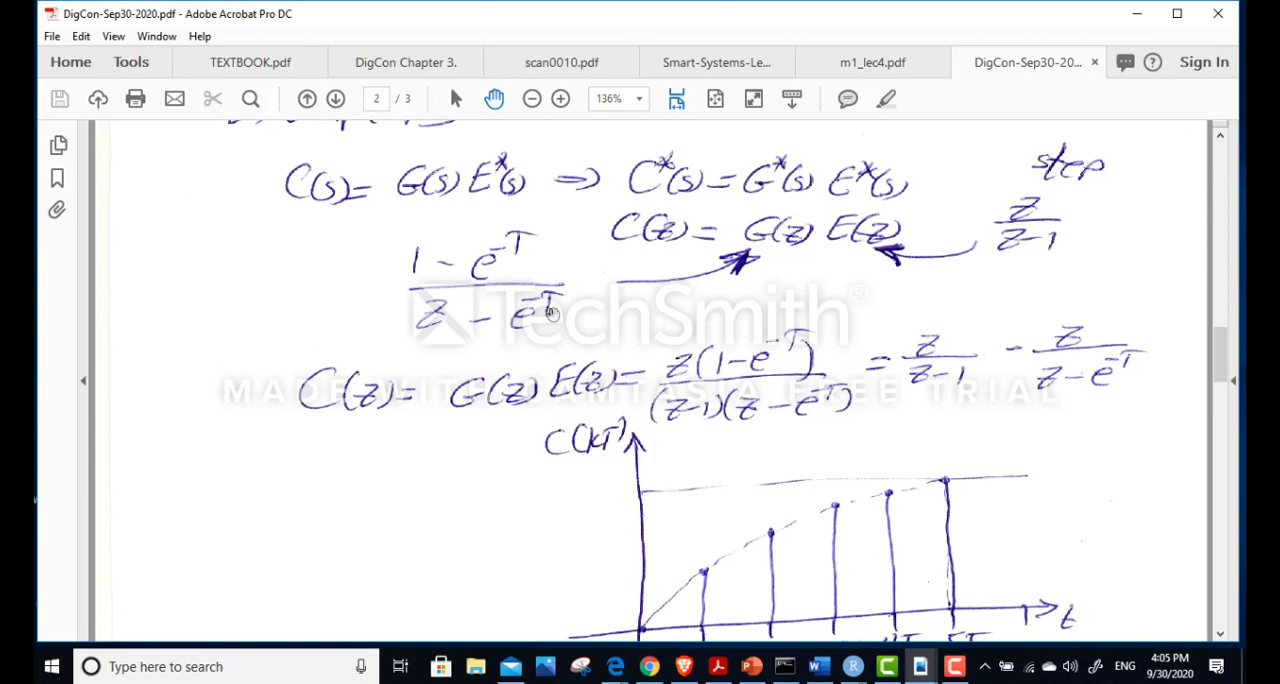 DigCon-Sep30-2020.pdf - Adobe Acrobat Pro DC
File Edit View Window Help
Home Tools TEXTBOOK.pdf DigCon Chapter 3. scan0010.pdf Smart-Systems-Le... m1_lec4.pdf DigCon-Sep30-20... × Sign In
2 / 3 136%
C(s)= G(s) E*(s) ⇒ C*(s) = G*(s) E*(s)
step
C(z) = G(z) E(z)
z/(z-1)
(1 - e^-T)/(z - e^-T)
TechSmith®
MADE WITH CAMTASIA FREE TRIAL
C(z)= G(z) E(z)= z(1-e^-T)/((z-1)(z-e^-T)) = z/(z-1) - z/(z-e^-T)
C(kT)
t
Type here to search
ENG
4:05 PM
9/30/2020